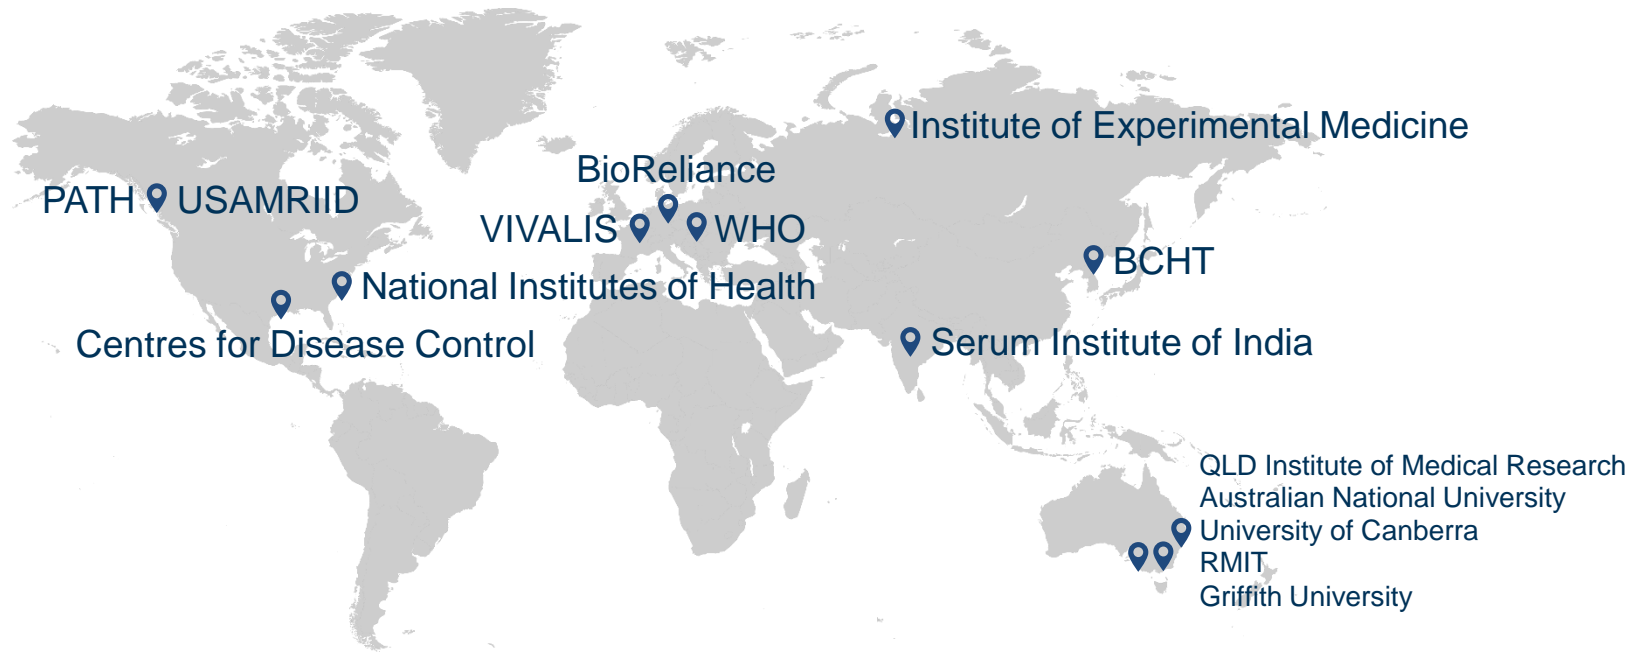 Institute of Experimental Medicine
BioReliance
PATH USAMRIID
VIVALIS WHO
BCHT
National Institutes of Health
Centres for Disease Control
Serum Institute of India
QLD Institute of Medical Research
Australian National University
University of Canberra
RMIT
Griffith University